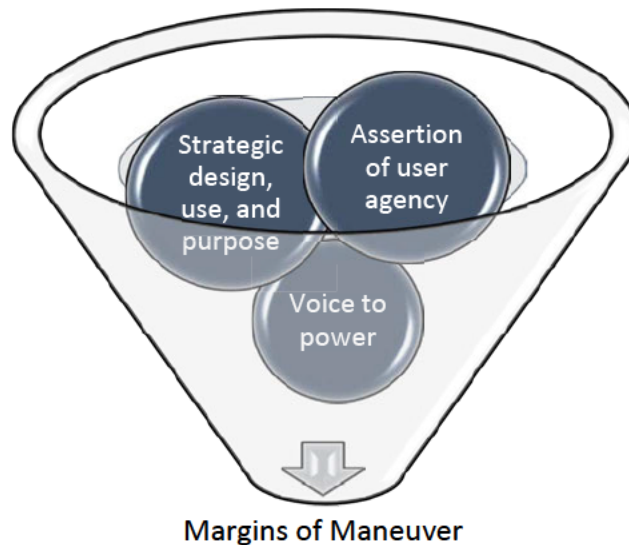 Strategic
design,
use, and
purpose
Assertion
of user
agency
Voice to
power
Margins of Maneuver